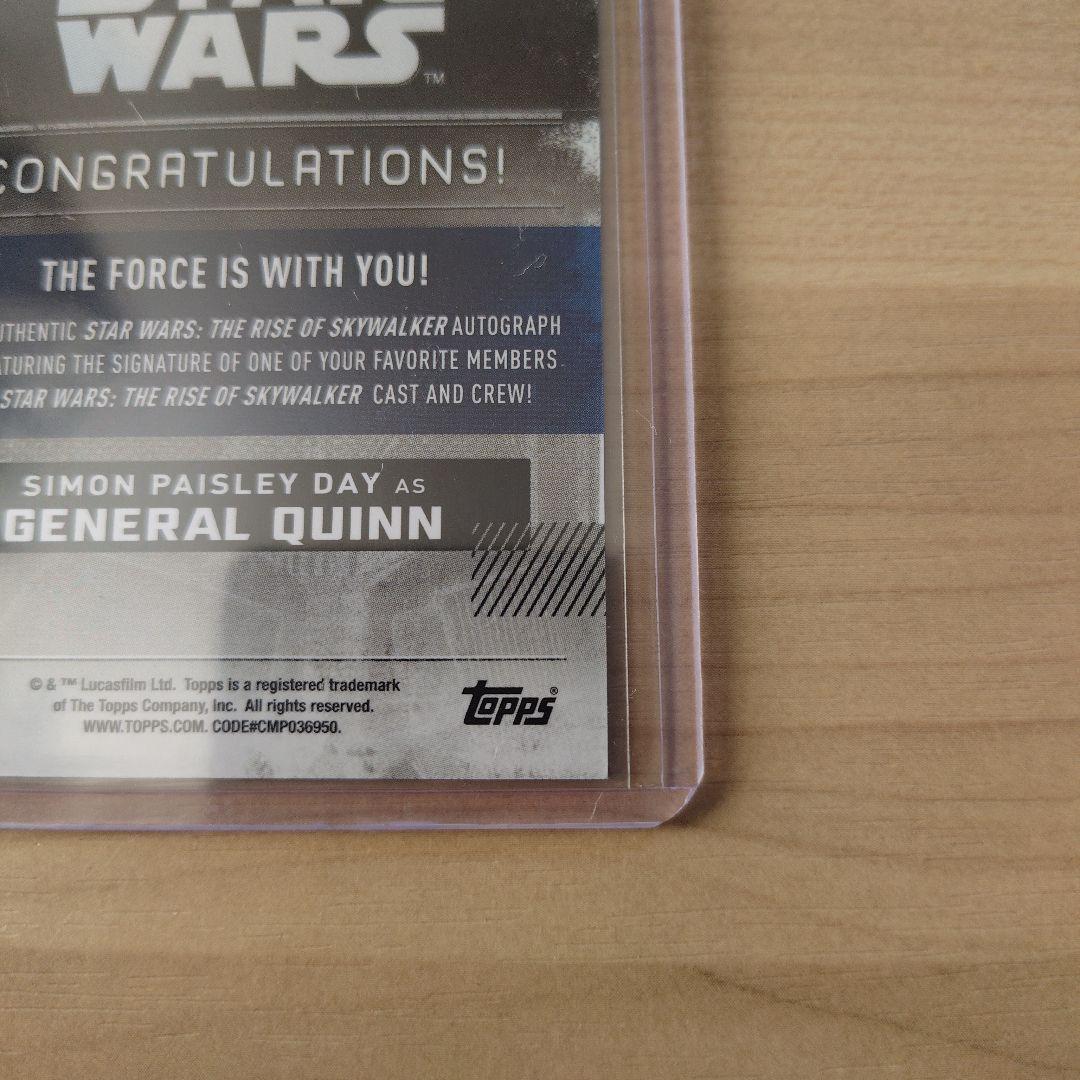 WARS™
CONGRATULATIONS!
THE FORCE IS WITH YOU!
STAR WARS: THE RISE OF SKYWALKER AUTOGRAPH
THE SIGNATURE OF ONE OF YOUR FAVORITE MEMBERS
STAR WARS: THE RISE OF SKYWALKER CAST AND CREW!
SIMON PAISLEY DAY AS
GENERAL QUINN
© & ™ Lucasfilm Ltd. Topps is a registered trademark
of The Topps Company, Inc. All rights reserved.
WWW.TOPPS.COM. CODE#CMP036950.
Topps®